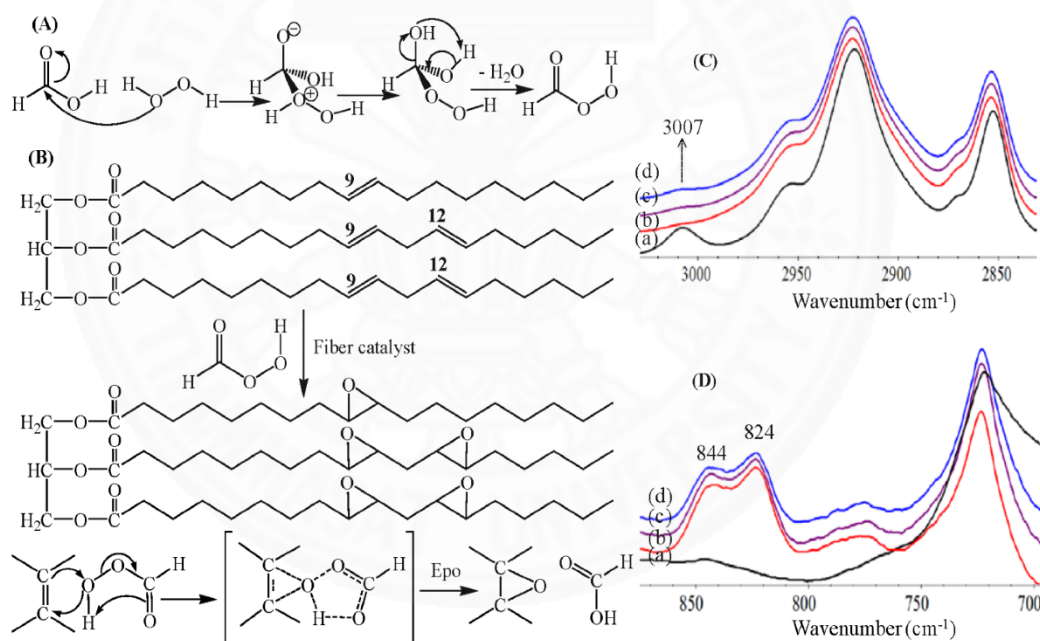 (A)
O⊖
OH
H
O
H
O
H
H
O
O
H
H
OH
H
O
⊕
O
H
H
O
O
H
- H₂O
O
H
H
O
O
(B)
9
H₂C
O
C
O
9
12
HC
O
C
O
9
12
H₂C
O
C
O
O
H
H
O
O
Fiber catalyst
O
H₂C
O
C
O
O
O
HC
O
C
O
O
O
H₂C
O
C
O
C
C
O
O
H
H
O
C
C
O
O
H
H
O
Epo
C
C
O
O
H
OH
(C)
3007
(d)
(c)
(b)
(a)
3000 2950 2900 2850
Wavenumber (cm⁻¹)
(D)
844
824
(d)
(c)
(b)
(a)
850 800 750 700
Wavenumber (cm⁻¹)